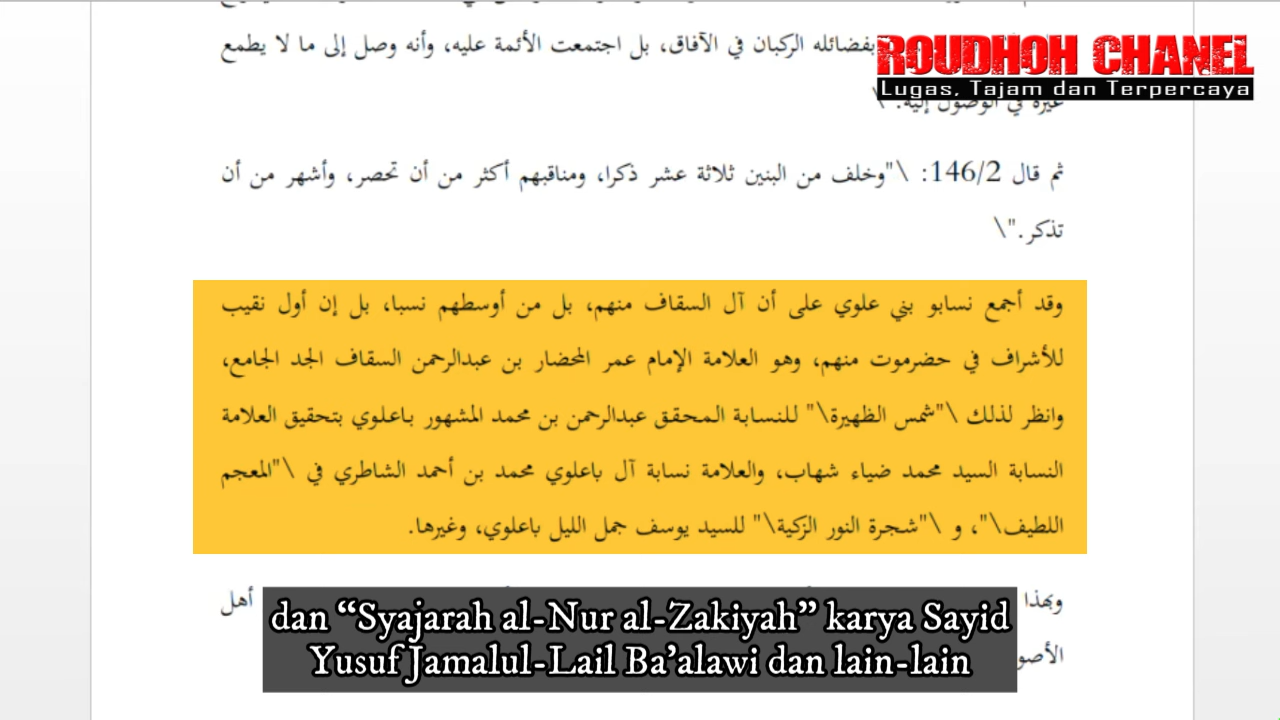 بفضائله الركبان في الآفاق، بل اجتمعت الأئمة عليه، وأنه وصل إلى ما لا يطمع
ROUDHOH CHANEL
Lugas, Tajam dan Terpercaya
غيره في الوصول إليه."\
ثم قال 146/2: \"وخلف من البنين ثلاثة عشر ذكرا، ومناقبهم أكثر من أن تحصر، وأشهر من أن
تذكر."\
وقد أجمع نسابو بني علوي على أن آل السقاف منهم، بل من أوسطهم نسبا، بل إن أول نقيب
للأشراف في حضرموت منهم، وهو العلامة الإمام عمر المحضار بن عبدالرحمن السقاف الجد الجامع،
وانظر لذلك \"شمس الظهيرة\" للنسابة المحقق عبدالرحمن بن محمد المشهور باعلوي بتحقيق العلامة
النسابة السيد محمد ضياء شهاب، والعلامة نسابة آل باعلوي محمد بن أحمد الشاطري في \"المعجم
اللطيف\"، و \"شجرة النور الزكية\" للسيد يوسف جمل الليل باعلوي، وغيرها.
وبهذا أهل
dan “Syajarah al-Nur al-Zakiyah” karya Sayid
Yusuf Jamalul-Lail Ba’alawi dan lain-lain